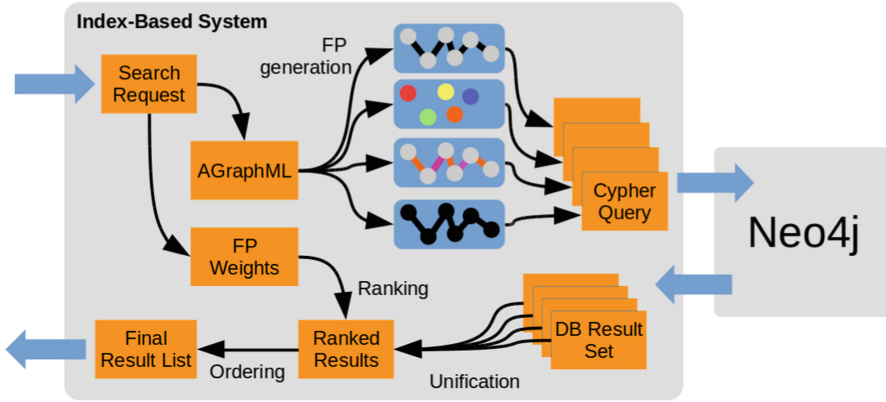 Index-Based System
FP
generation
Search
Request
AGraphML
Cypher
Query
Neo4j
FP
Weights
Ranking
Final
Result List
Ordering
Ranked
Results
Unification
DB Result
Set